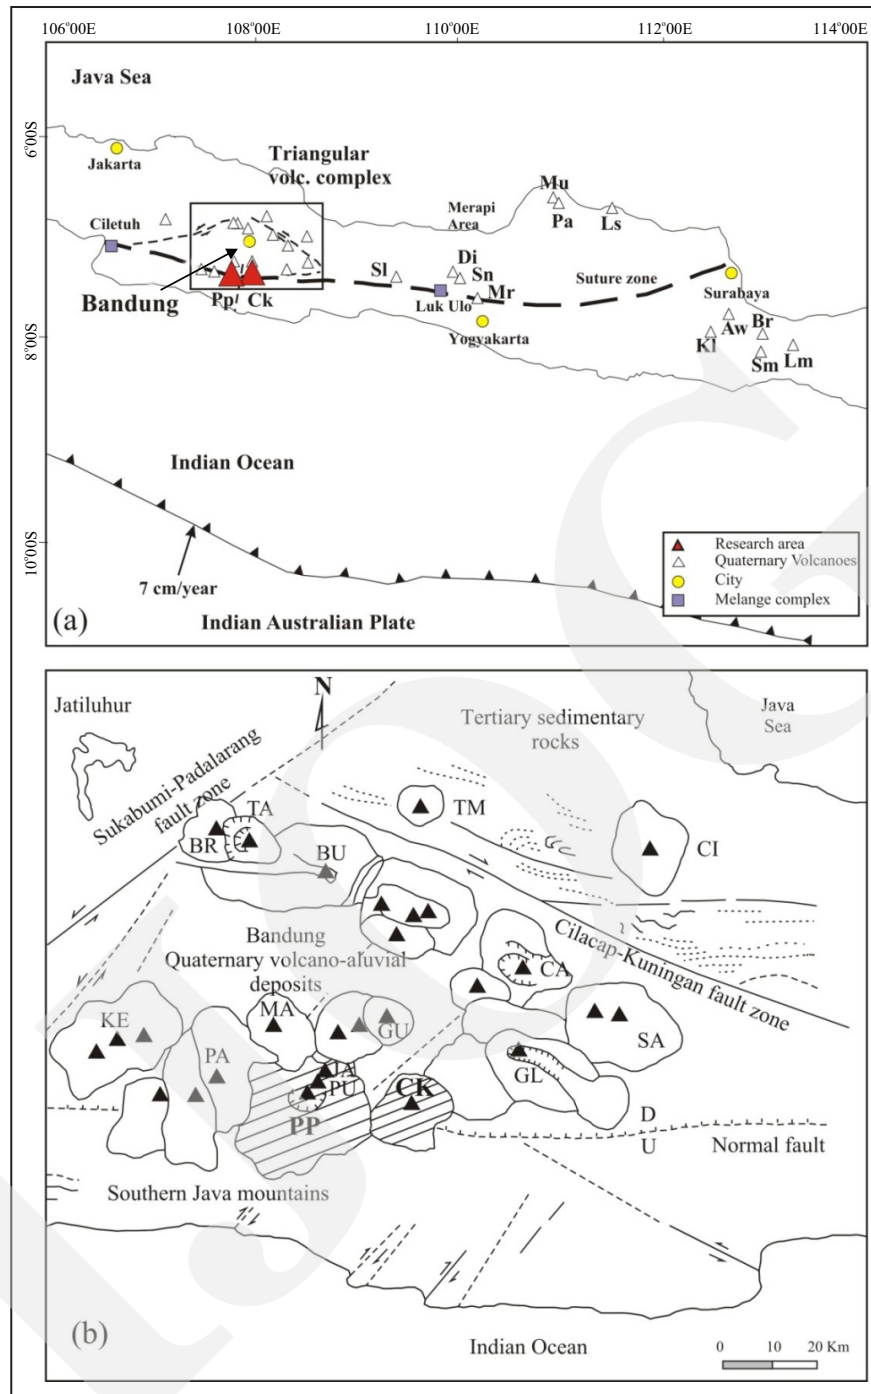 106°00E
108°00E
110°00E
112°00E
114°00E
Java Sea
6°00S
Jakarta
Triangular
volc. complex
Mu
Pa
Ls
Merapi
Area
Ciletuh
Di
Sl
Sn
Suture zone
Bandung
Pp
Ck
Luk Ulo
Mr
Surabaya
8°00S
Yogyakarta
Aw
Br
Kl
Sm
Lm
Indian Ocean
10°00S
7 cm/year
Research area
Quaternary Volcanoes
City
Melange complex
(a)
Indian Australian Plate
Jatiluhur
N
Tertiary sedimentary
rocks
Java
Sea
Sukabumi-Padalarang
fault zone
TA
TM
BR
BU
CI
Bandung
Quaternary volcano-aluvial
deposits
Cilacap-Kuningan fault zone
CA
MA
KE
GU
SA
PA
JA
PU
CK
GL
PP
D
U
Normal fault
Southern Java mountains
(b)
Indian Ocean
0 10 20 Km
IJOG